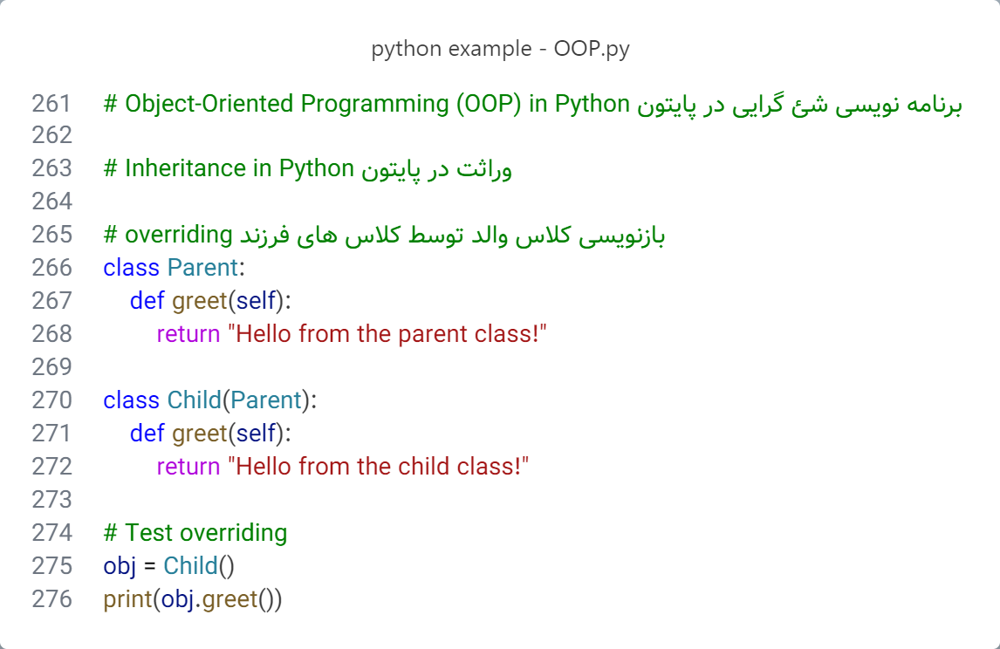 python example - OOP.py
261 # Object-Oriented Programming (OOP) in Python برنامه نویسی شئ گرایی در پایتون
262
263 # Inheritance in Python وراثت در پایتون
264
265 # overriding بازنویسی کلاس والد توسط کلاس های فرزند
266 class Parent:
267     def greet(self):
268         return "Hello from the parent class!"
269
270 class Child(Parent):
271     def greet(self):
272         return "Hello from the child class!"
273
274 # Test overriding
275 obj = Child()
276 print(obj.greet())